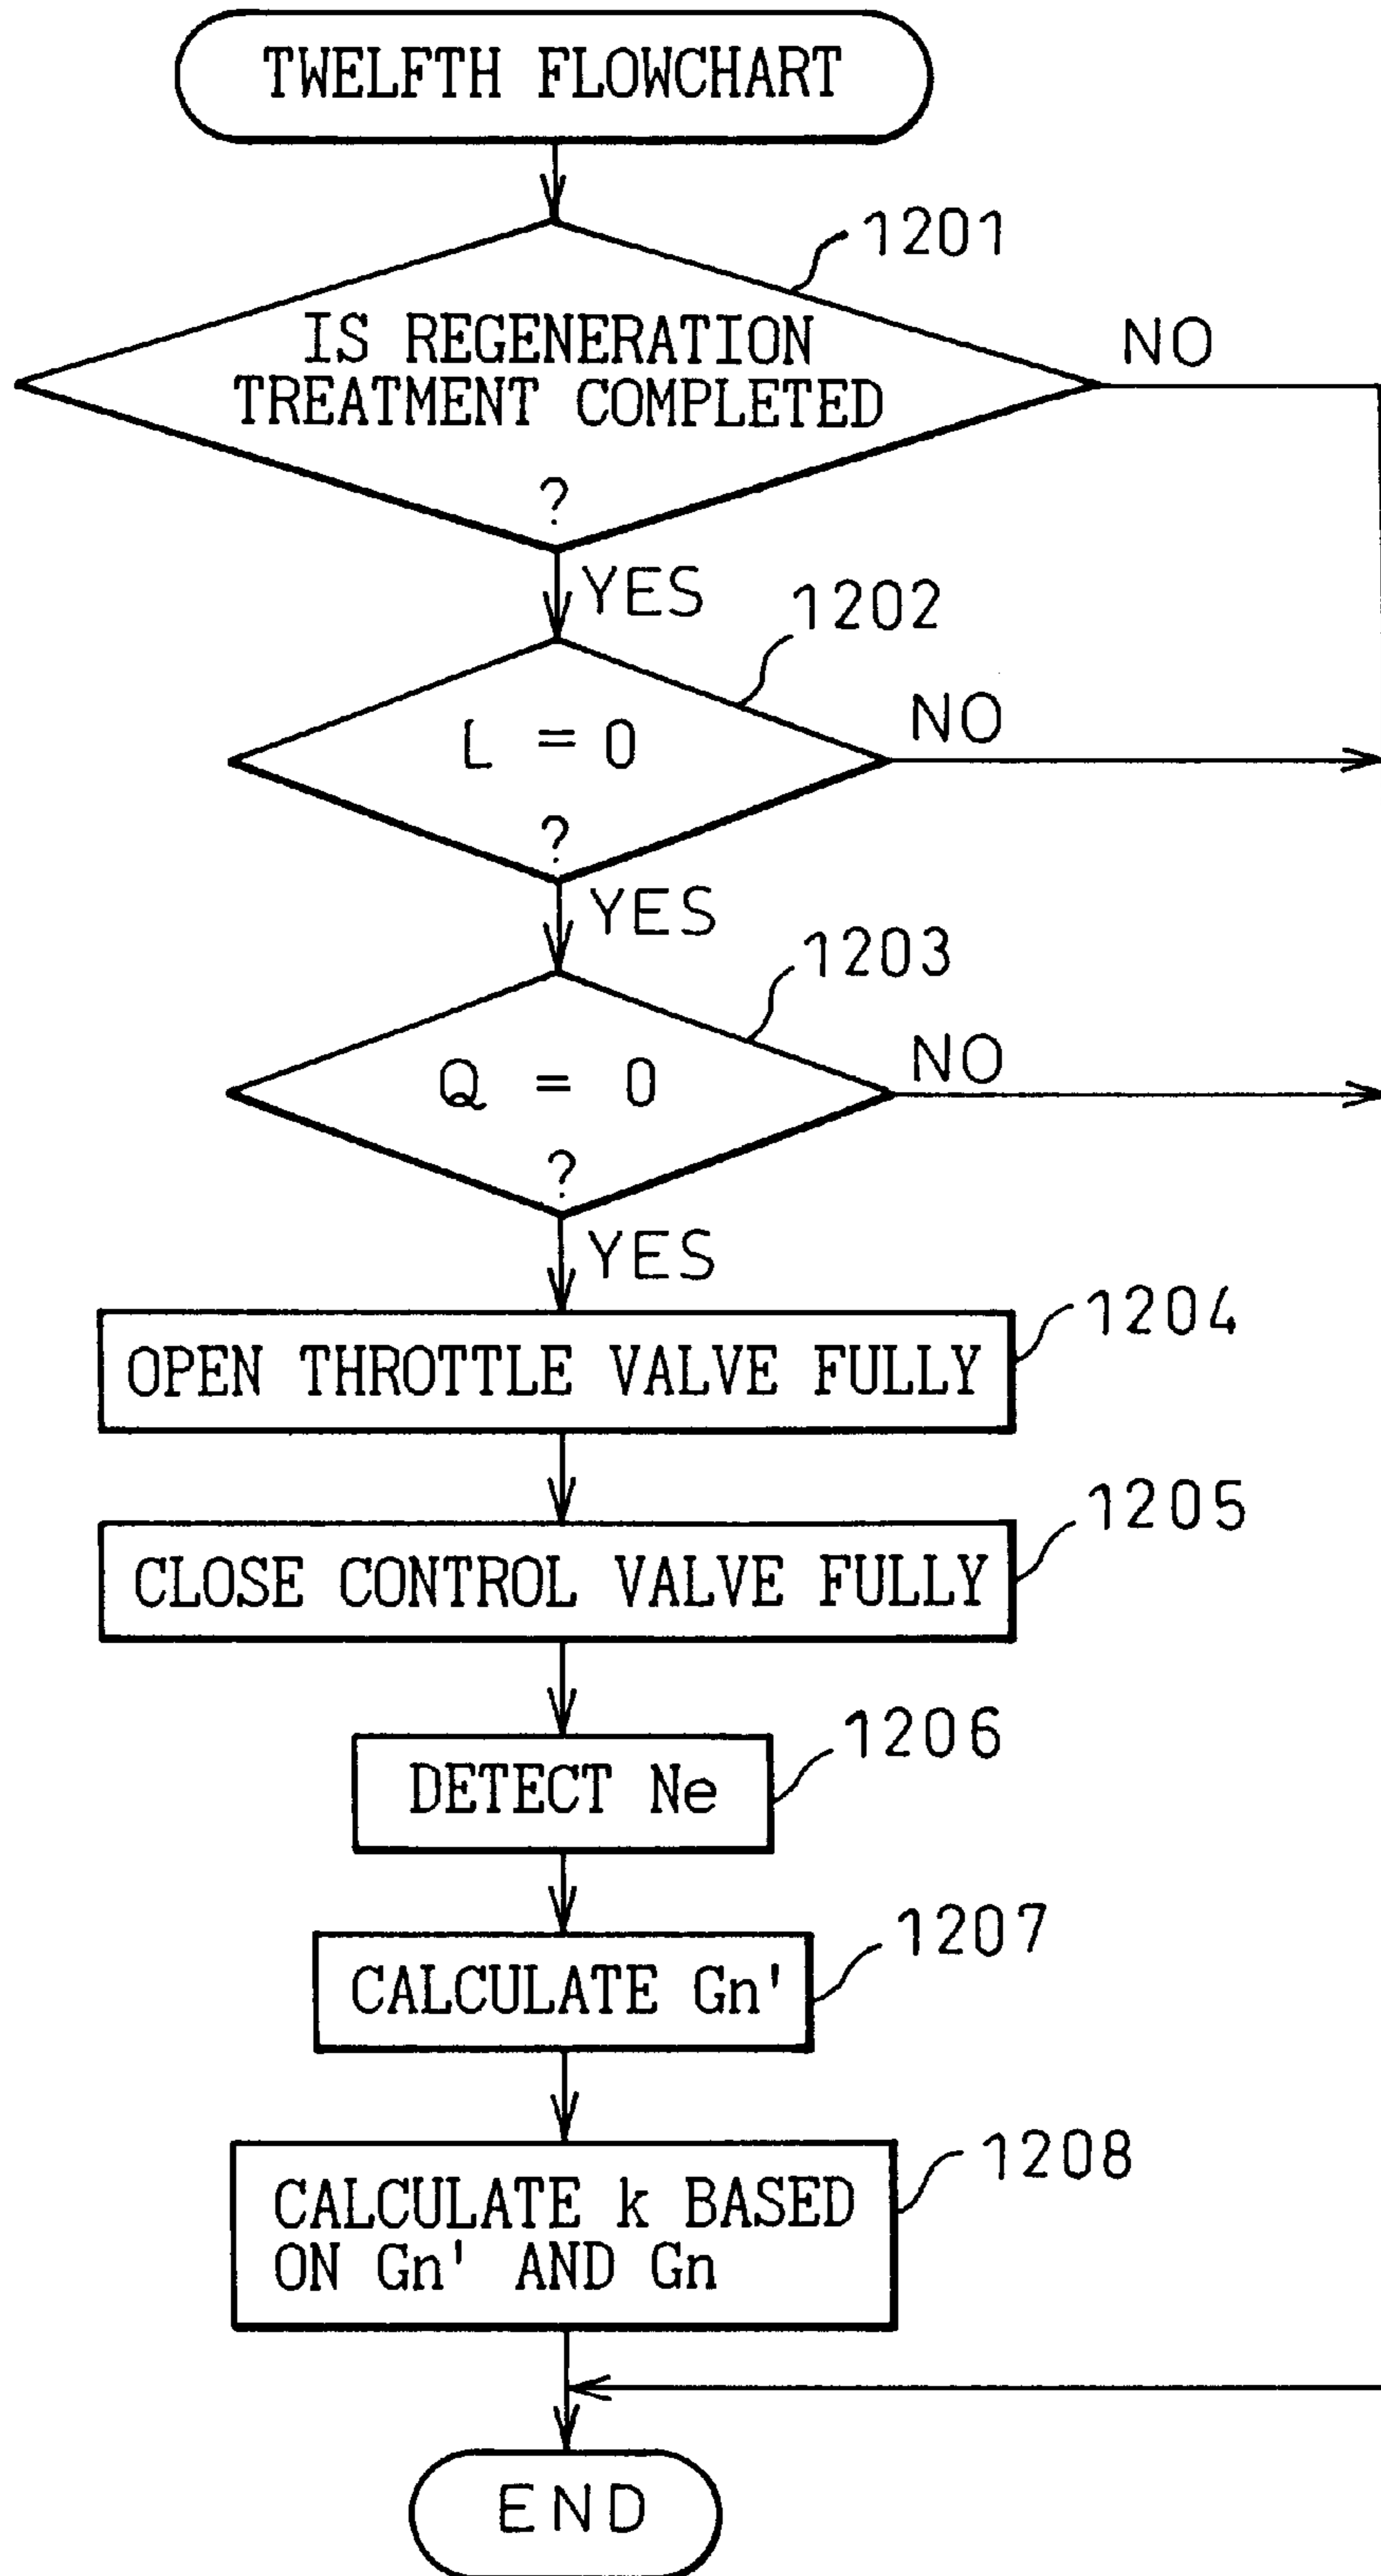 TWELFTH FLOWCHART
1201
IS REGENERATION
TREATMENT COMPLETED
?
NO
YES
1202
L = 0
?
NO
YES
1203
Q = 0
?
NO
YES
1204
OPEN THROTTLE VALVE FULLY
1205
CLOSE CONTROL VALVE FULLY
1206
DETECT Ne
1207
CALCULATE Gn'
1208
CALCULATE k BASED
ON Gn' AND Gn
END